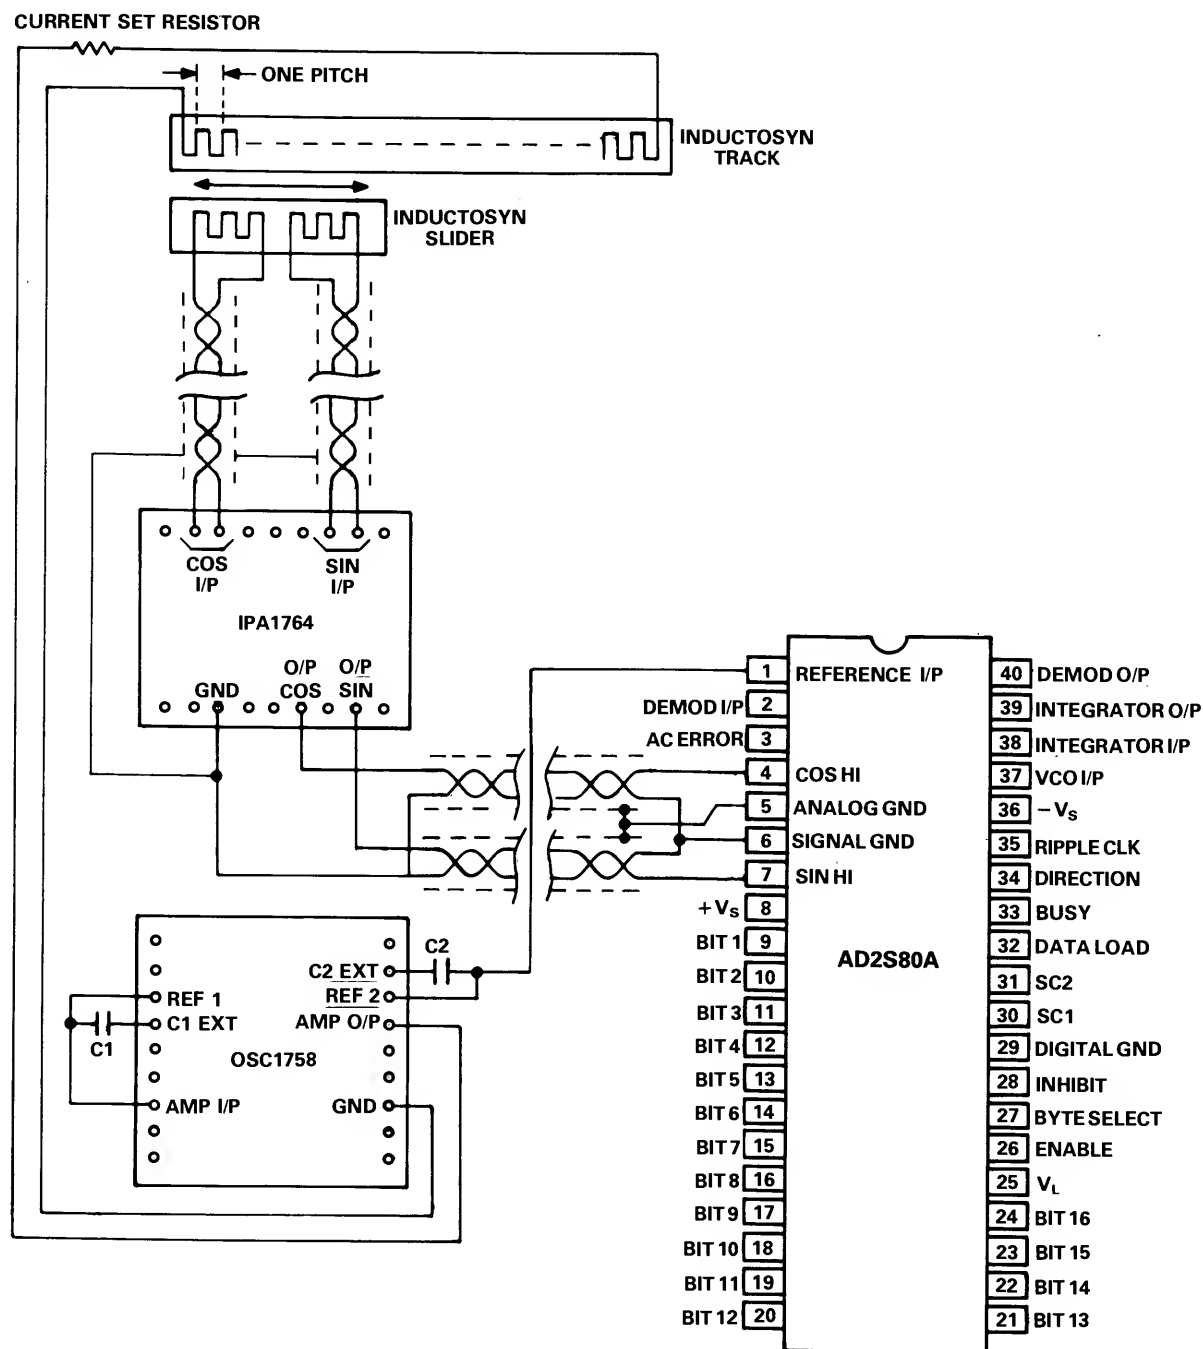 CURRENT SET RESISTOR
ONE PITCH
INDUCTOSYN
TRACK
INDUCTOSYN
SLIDER
COS
I/P
SIN
I/P
IPA1764
GND
O/P
COS
O/P
SIN
C2 EXT
C2
REF 2
AMP O/P
REF 1
C1 EXT
C1
OSC1758
AMP I/P
GND
AD2S80A
1 REFERENCE I/P
DEMOD I/P 2
AC ERROR 3
4 COS HI
5 ANALOG GND
6 SIGNAL GND
7 SIN HI
+VS 8
BIT 1 9
BIT 2 10
BIT 3 11
BIT 4 12
BIT 5 13
BIT 6 14
BIT 7 15
BIT 8 16
BIT 9 17
BIT 10 18
BIT 11 19
BIT 12 20
40 DEMOD O/P
39 INTEGRATOR O/P
38 INTEGRATOR I/P
37 VCO I/P
36 −VS
35 RIPPLE CLK
34 DIRECTION
33 BUSY
32 DATA LOAD
31 SC2
30 SC1
29 DIGITAL GND
28 INHIBIT
27 BYTE SELECT
26 ENABLE
25 VL
24 BIT 16
23 BIT 15
22 BIT 14
21 BIT 13